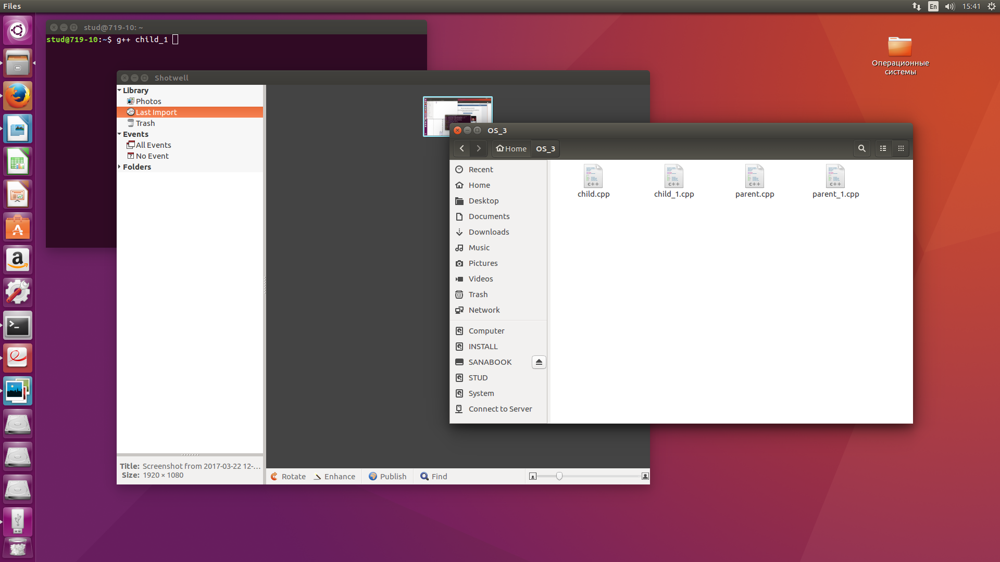 Files
En
15:41
stud@719-10: ~
stud@719-10:~$ g++ child_1
Операционные
системы
Shotwell
Library
Photos
Last Import
Trash
Events
All Events
No Event
Folders
Title: Screenshot from 2017-03-22 12-...
Size: 1920 × 1080
Rotate
Enhance
Publish
Find
OS_3
Home
OS_3
Recent
Home
Desktop
Documents
Downloads
Music
Pictures
Videos
Trash
Network
Computer
INSTALL
SANABOOK
STUD
System
Connect to Server
c++
child.cpp
c++
child_1.cpp
c++
parent.cpp
c++
parent_1.cpp